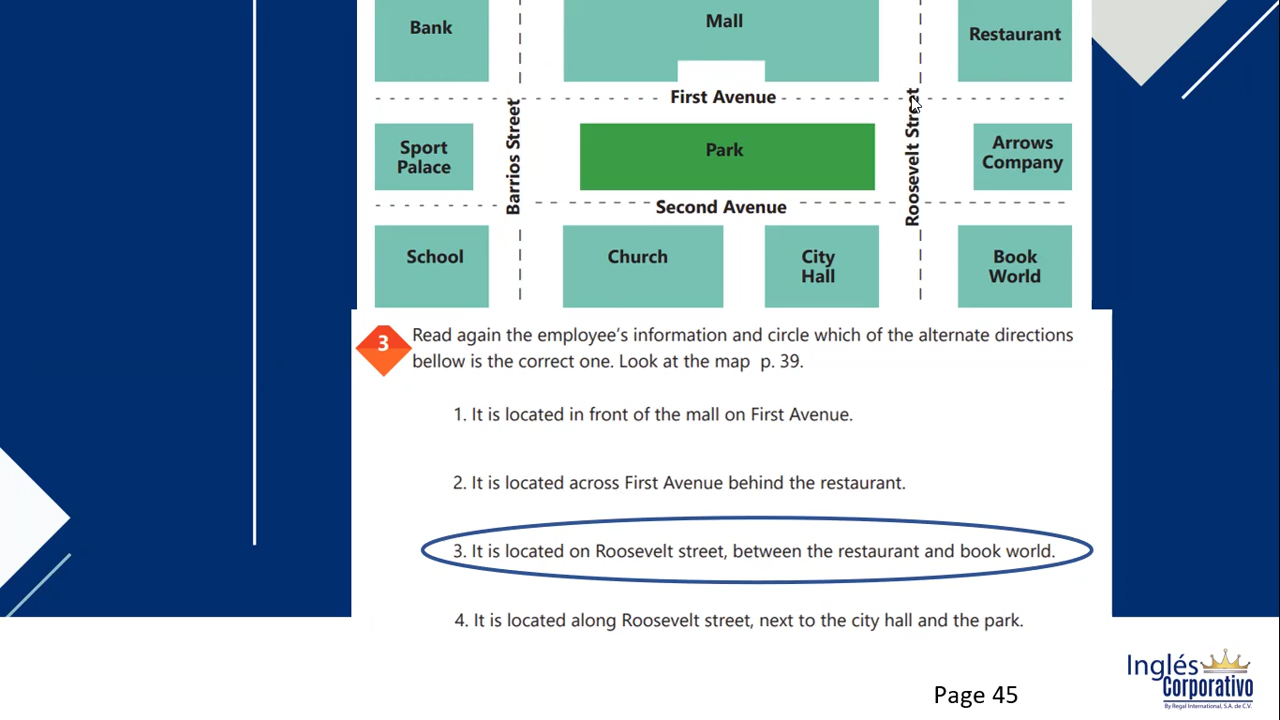 Bank
Mall
Restaurant
First Avenue
Barrios Street
Roosevelt Street
Sport
Palace
Park
Arrows
Company
Second Avenue
School
Church
City
Hall
Book
World
3
Read again the employee's information and circle which of the alternate directions
bellow is the correct one. Look at the map p. 39.
1. It is located in front of the mall on First Avenue.
2. It is located across First Avenue behind the restaurant.
3. It is located on Roosevelt street, between the restaurant and book world.
4. It is located along Roosevelt street, next to the city hall and the park.
Page 45
Inglés
Corporativo
By Regal International, S.A. de C.V.